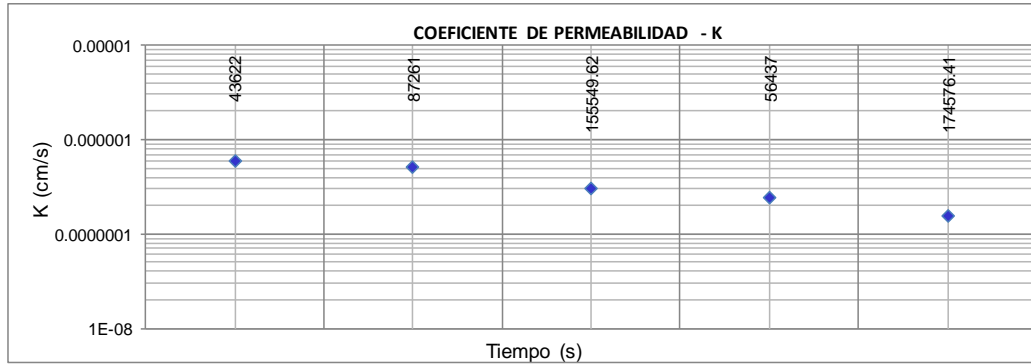 COEFICIENTE DE PERMEABILIDAD - K
0.00001
0.000001
0.0000001
1E-08
K (cm/s)
43622
87261
155549.62
56437
174576.41
Tiempo (s)